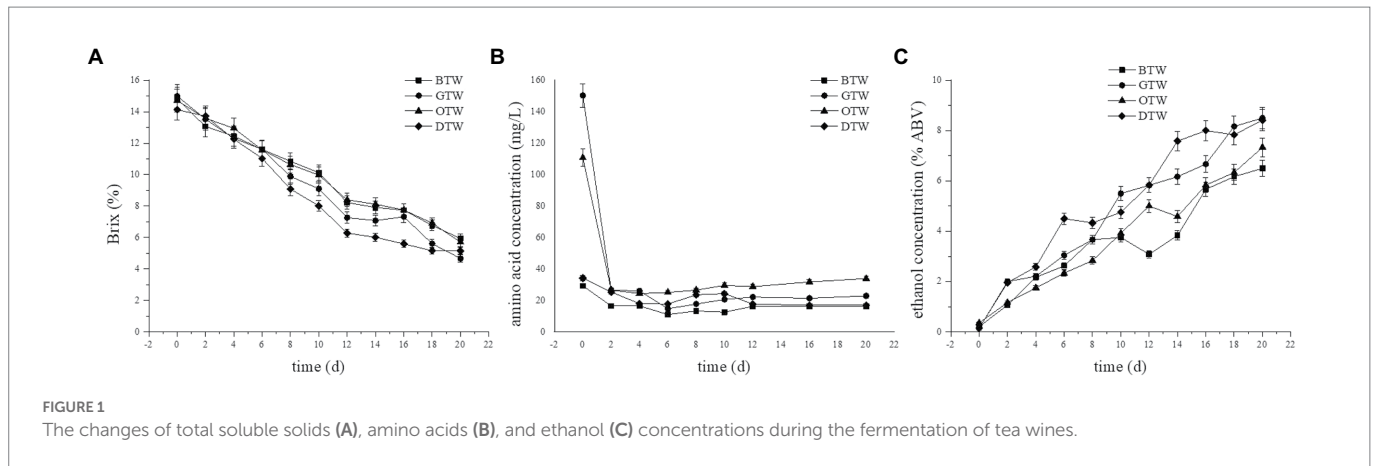 A
Brix (%)
16
14
12
10
8
6
4
2
0
-2 0 2 4 6 8 10 12 14 16 18 20 22
time (d)
BTW
GTW
OTW
DTW
B
amino acid concentration (mg/L)
160
140
120
100
80
60
40
20
0
-2 0 2 4 6 8 10 12 14 16 18 20 22
time (d)
BTW
GTW
OTW
DTW
C
ethanol concentration (% ABV)
10
8
6
4
2
0
-2 0 2 4 6 8 10 12 14 16 18 20 22
time (d)
BTW
GTW
OTW
DTW
FIGURE 1
The changes of total soluble solids (A), amino acids (B), and ethanol (C) concentrations during the fermentation of tea wines.